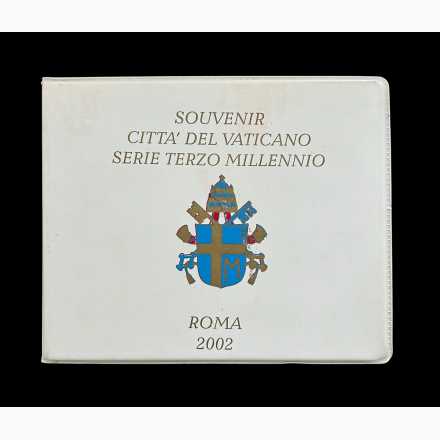 SOUVENIR
CITTA' DEL VATICANO
SERIE TERZO MILLENNIO
M
ROMA
2002